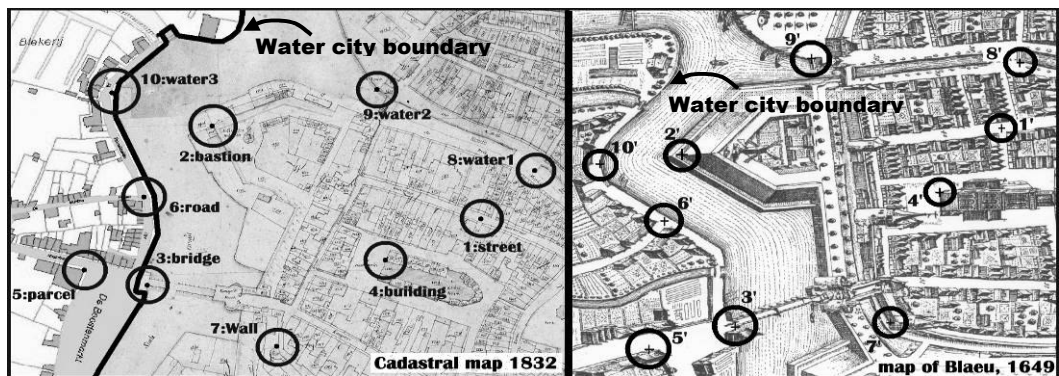 Blekerij
Water city boundary
10:water3
9:water2
2:bastion
8:water1
6:road
1:street
3:bridge
5:parcel
4:building
7:Wall
Cadastral map 1832
9'
8'
Water city boundary
1'
2'
10'
4'
6'
3'
5'
7'
map of Blaeu, 1649